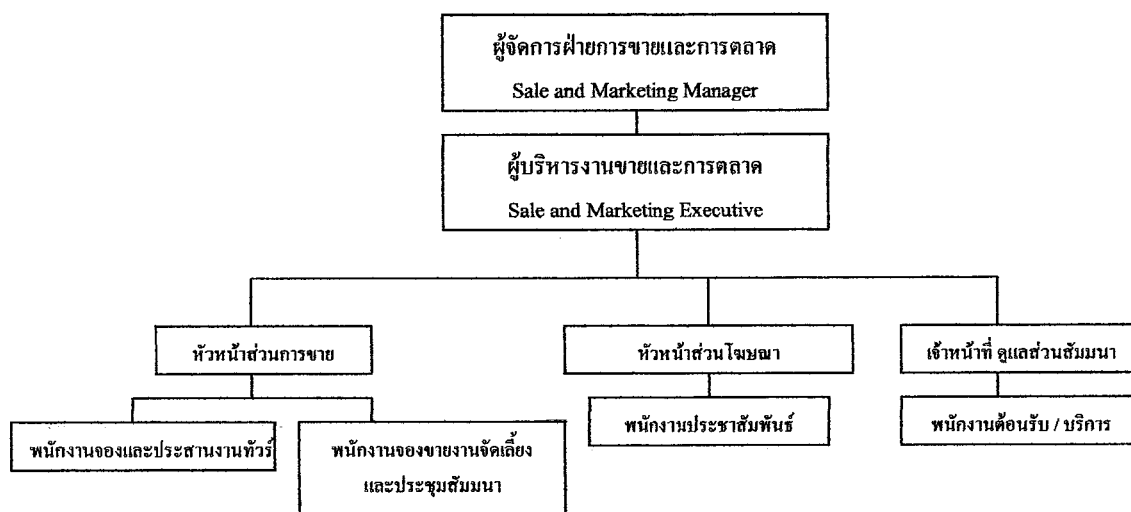 ผู้จัดการฝ่ายการขายและการตลาด
Sale and Marketing Manager
ผู้บริหารงานขายและการตลาด
Sale and Marketing Executive
หัวหน้าส่วนการขาย
หัวหน้าส่วนโฆษณา
เจ้าหน้าที่ ดูแลส่วนสัมมนา
พนักงานจองและประสานงานทัวร์
พนักงานจองขายงานจัดเลี้ยง
และประชุมสัมมนา
พนักงานประชาสัมพันธ์
พนักงานต้อนรับ / บริการ